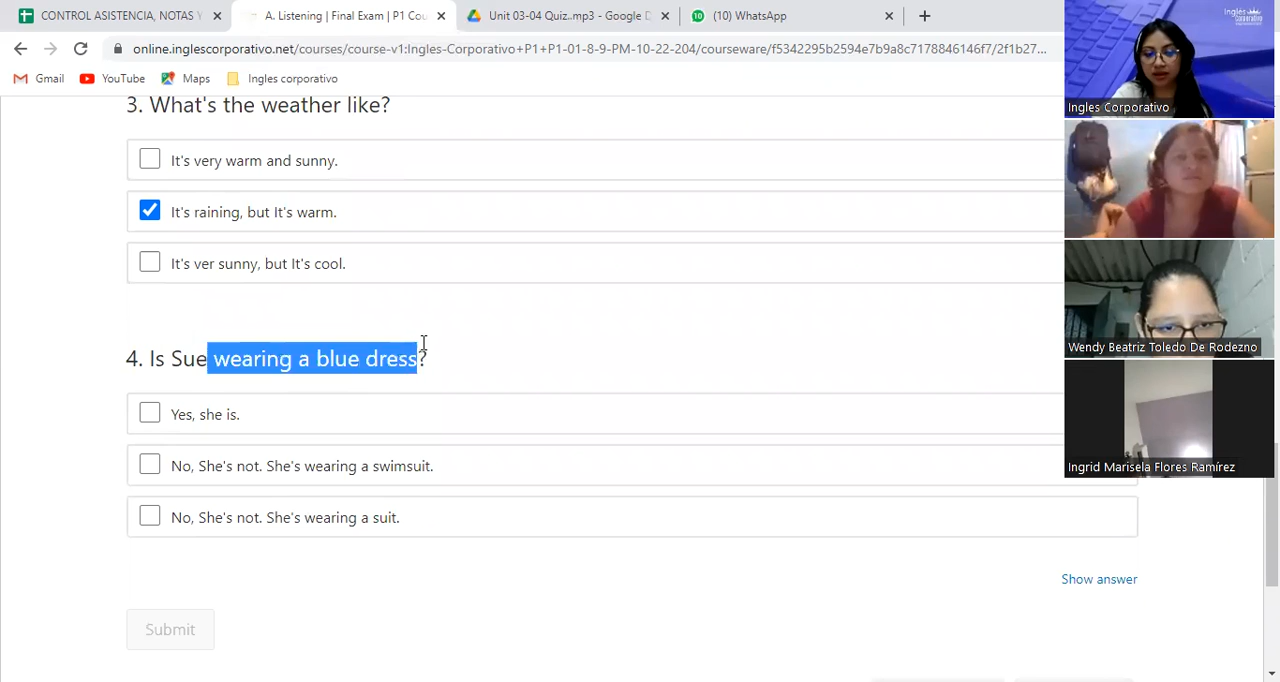 CONTROL ASISTENCIA, NOTAS Y
A. Listening | Final Exam | P1 Cou
Unit 03-04 Quiz..mp3 - Google D
(10) WhatsApp
online.inglescorporativo.net/courses/course-v1:Ingles-Corporativo+P1+P1-01-8-9-PM-10-22-204/courseware/f5342295b2594e7b9a8c7178846146f7/2f1b27...
Gmail
YouTube
Maps
Ingles corporativo
3. What's the weather like?
It's very warm and sunny.
It's raining, but It's warm.
It's ver sunny, but It's cool.
4. Is Sue wearing a blue dress?
Yes, she is.
No, She's not. She's wearing a swimsuit.
No, She's not. She's wearing a suit.
Show answer
Submit
Inglés
Corporativo
Ingles Corporativo
Wendy Beatriz Toledo De Rodezno
Ingrid Marisela Flores Ramírez